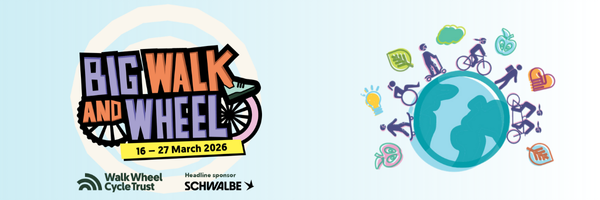 BIG WALK
AND WHEEL
16 – 27 March 2026
Walk Wheel
Cycle Trust
Headline sponsor
SCHWALBE